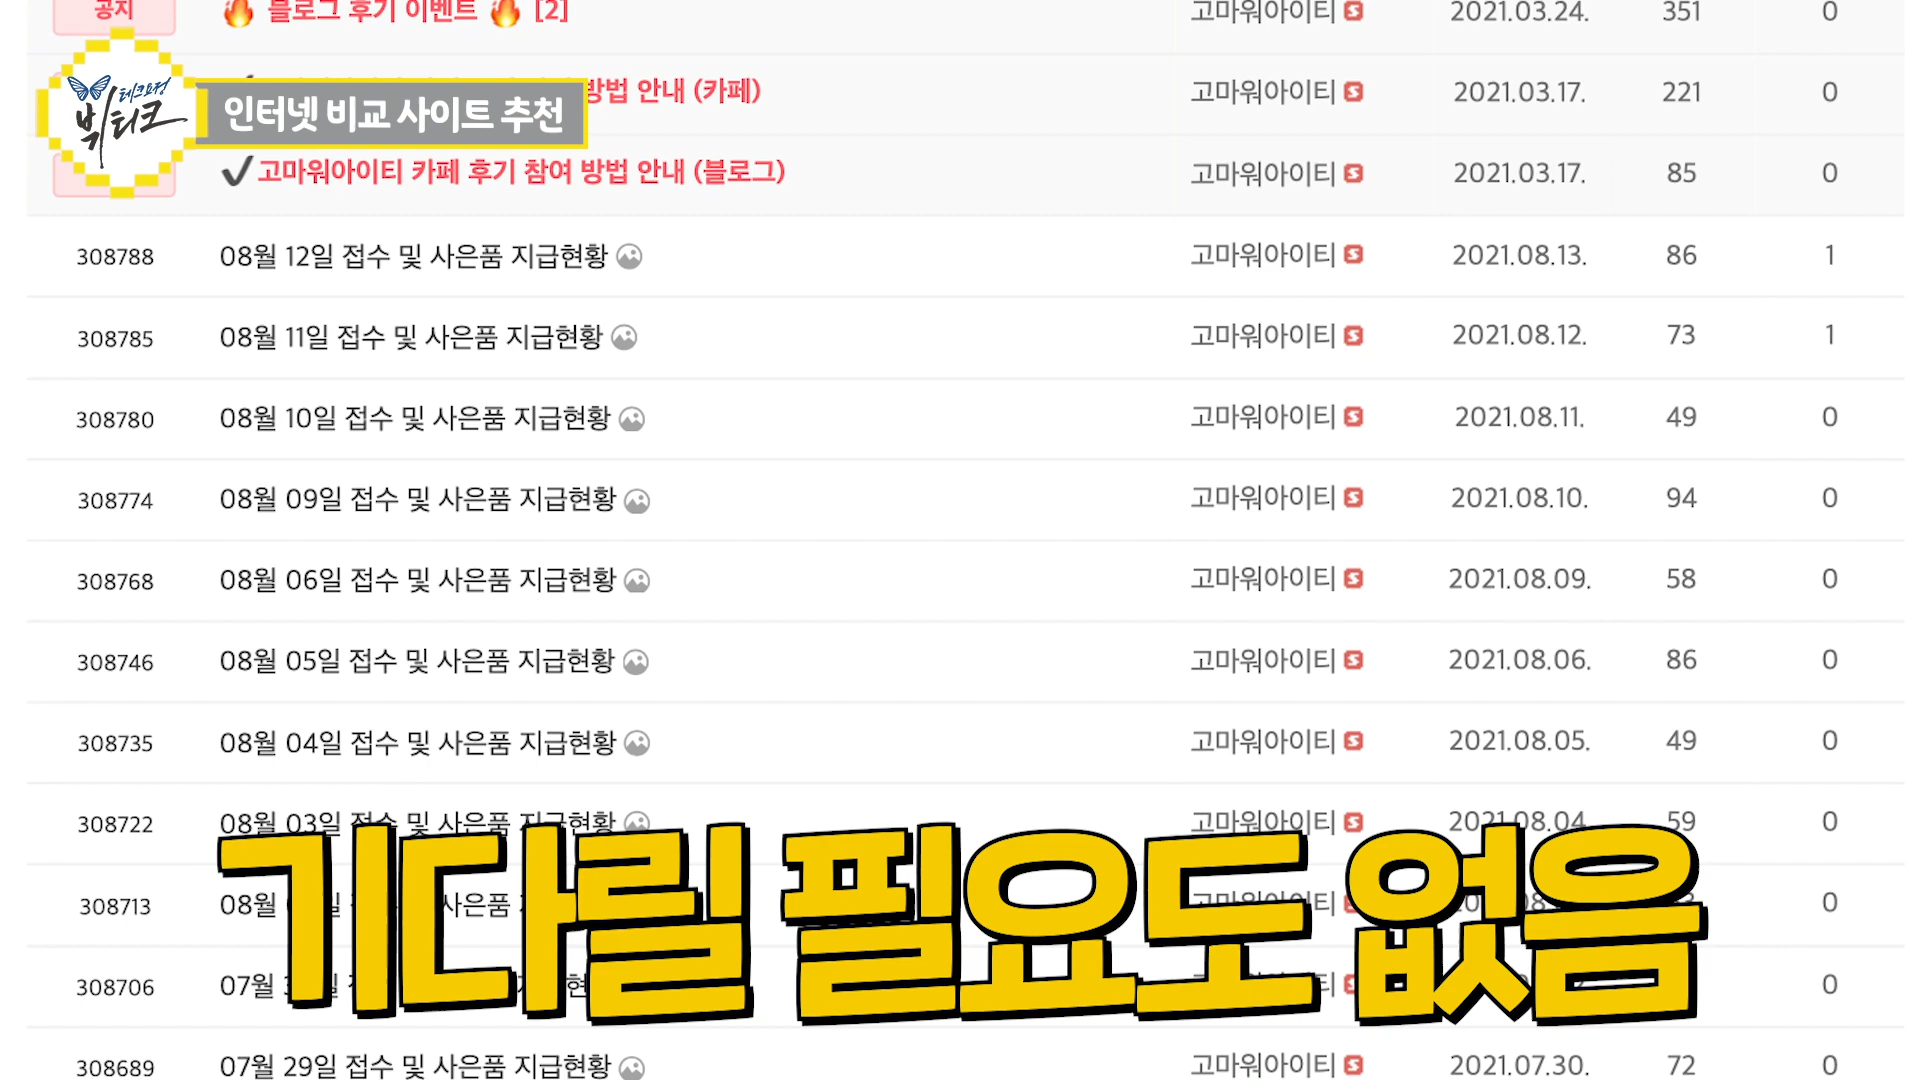 공지 🔥 블로그 후기 이벤트 🔥 [2] 고마워아이티 S 2021.03.24. 351 0
방법 안내 (카페) 고마워아이티 S 2021.03.17. 221 0
테크요정
빅테크
인터넷 비교 사이트 추천
✔고마워아이티 카페 후기 참여 방법 안내 (블로그) 고마워아이티 S 2021.03.17. 85 0
308788 08월 12일 접수 및 사은품 지급현황 고마워아이티 S 2021.08.13. 86 1
308785 08월 11일 접수 및 사은품 지급현황 고마워아이티 S 2021.08.12. 73 1
308780 08월 10일 접수 및 사은품 지급현황 고마워아이티 S 2021.08.11. 49 0
308774 08월 09일 접수 및 사은품 지급현황 고마워아이티 S 2021.08.10. 94 0
308768 08월 06일 접수 및 사은품 지급현황 고마워아이티 S 2021.08.09. 58 0
308746 08월 05일 접수 및 사은품 지급현황 고마워아이티 S 2021.08.06. 86 0
308735 08월 04일 접수 및 사은품 지급현황 고마워아이티 S 2021.08.05. 49 0
308722 08월 03일 접수 및 사은품 지급현황 고마워아이티 S 2021.08.04. 59 0
308713 08월 0
308706 07월 0
기다릴 필요도 없음
308689 07월 29일 접수 및 사은품 지급현황 고마워아이티 S 2021.07.30. 72 0